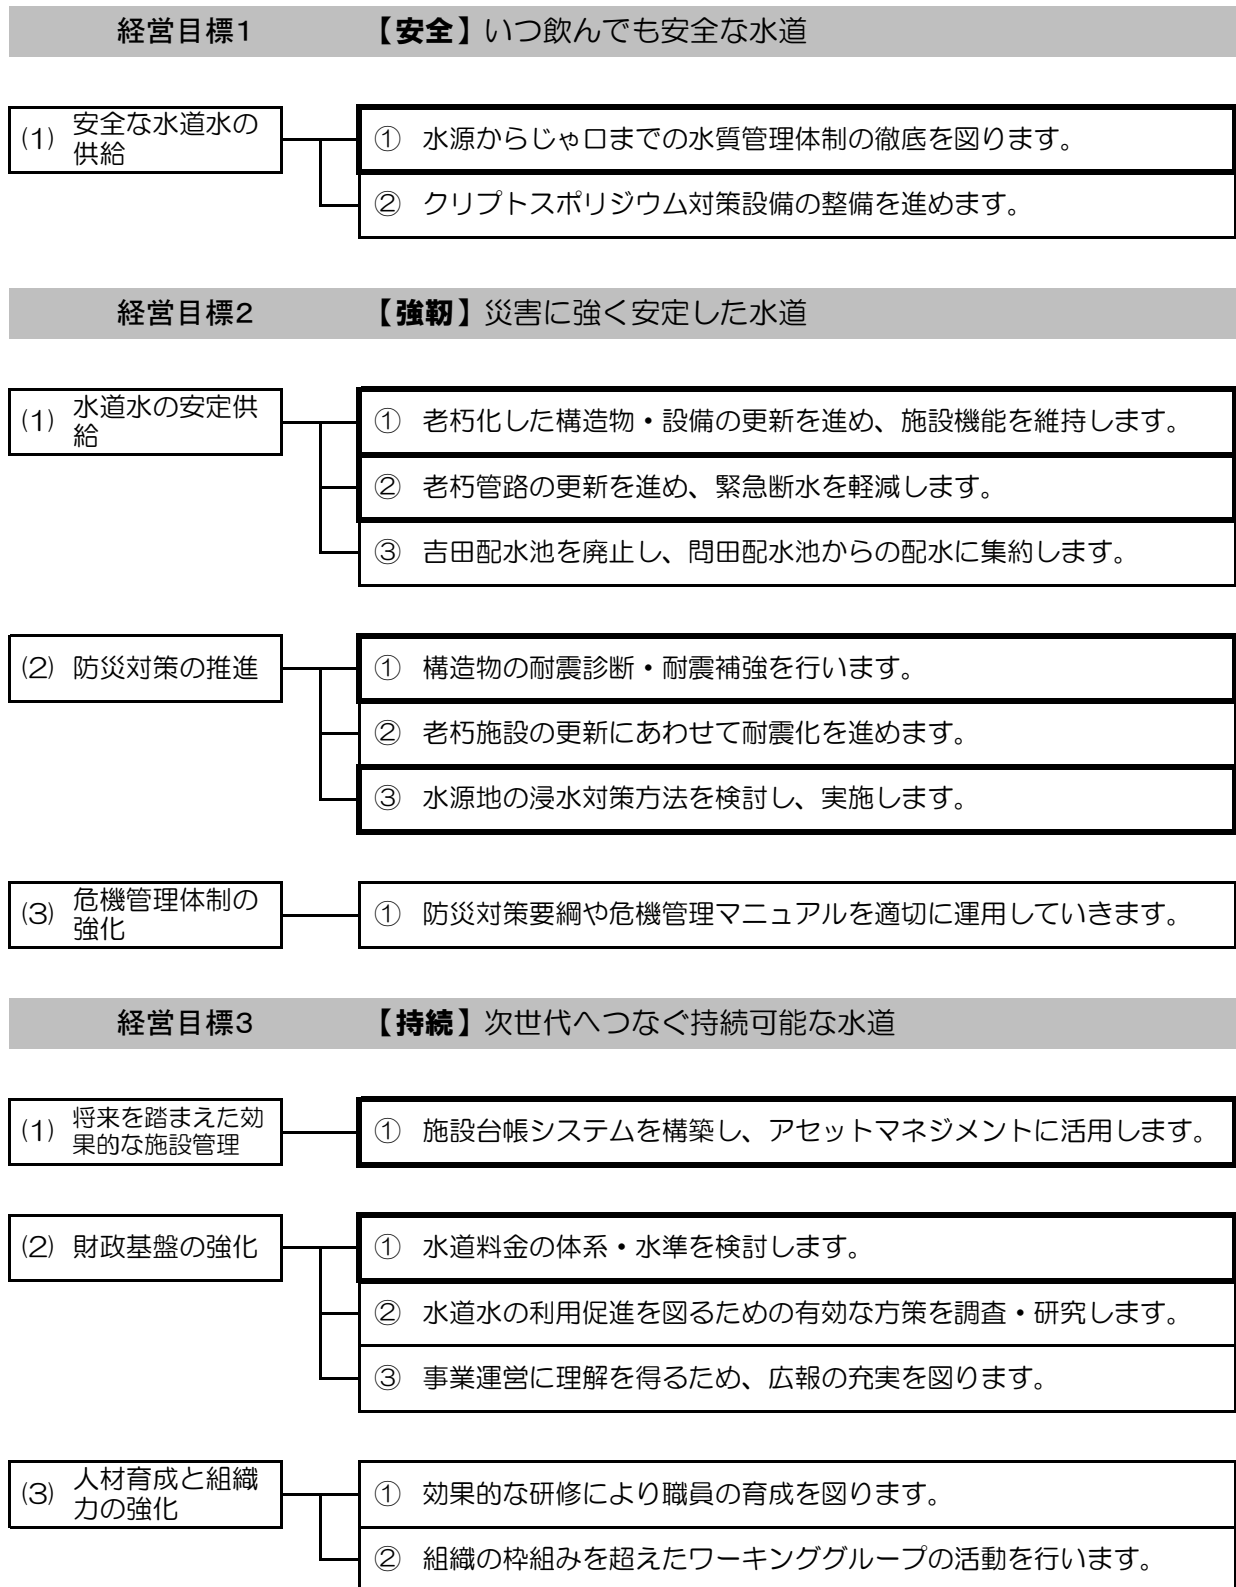 経営目標1 【安全】いつ飲んでも安全な水道
(1) 安全な水道水の
供給
① 水源からじゃ口までの水質管理体制の徹底を図ります。
② クリプトスポリジウム対策設備の整備を進めます。
経営目標2 【強靭】災害に強く安定した水道
(1) 水道水の安定供
給
① 老朽化した構造物・設備の更新を進め、施設機能を維持します。
② 老朽管路の更新を進め、緊急断水を軽減します。
③ 吉田配水池を廃止し、問田配水池からの配水に集約します。
(2) 防災対策の推進
① 構造物の耐震診断・耐震補強を行います。
② 老朽施設の更新にあわせて耐震化を進めます。
③ 水源地の浸水対策方法を検討し、実施します。
(3) 危機管理体制の
強化
① 防災対策要綱や危機管理マニュアルを適切に運用していきます。
経営目標3 【持続】次世代へつなぐ持続可能な水道
(1) 将来を踏まえた効
果的な施設管理
① 施設台帳システムを構築し、アセットマネジメントに活用します。
(2) 財政基盤の強化
① 水道料金の体系・水準を検討します。
② 水道水の利用促進を図るための有効な方策を調査・研究します。
③ 事業運営に理解を得るため、広報の充実を図ります。
(3) 人材育成と組織
力の強化
① 効果的な研修により職員の育成を図ります。
② 組織の枠組みを超えたワーキンググループの活動を行います。